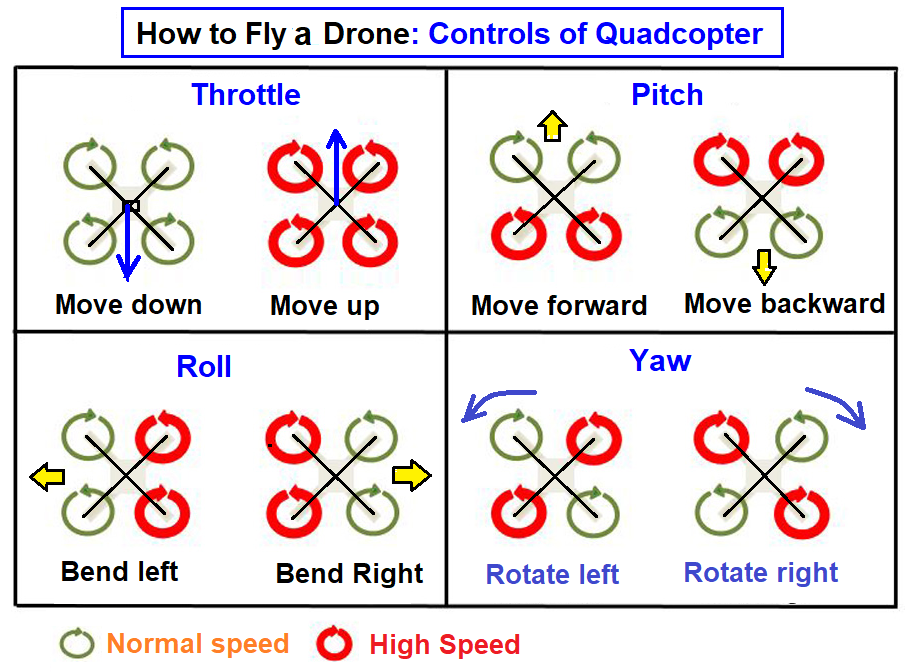 How to Fly a Drone: Controls of Quadcopter
Throttle
Move down
Move up
Pitch
Move forward
Move backward
Roll
Bend left
Bend Right
Yaw
Rotate left
Rotate right
Normal speed
High Speed